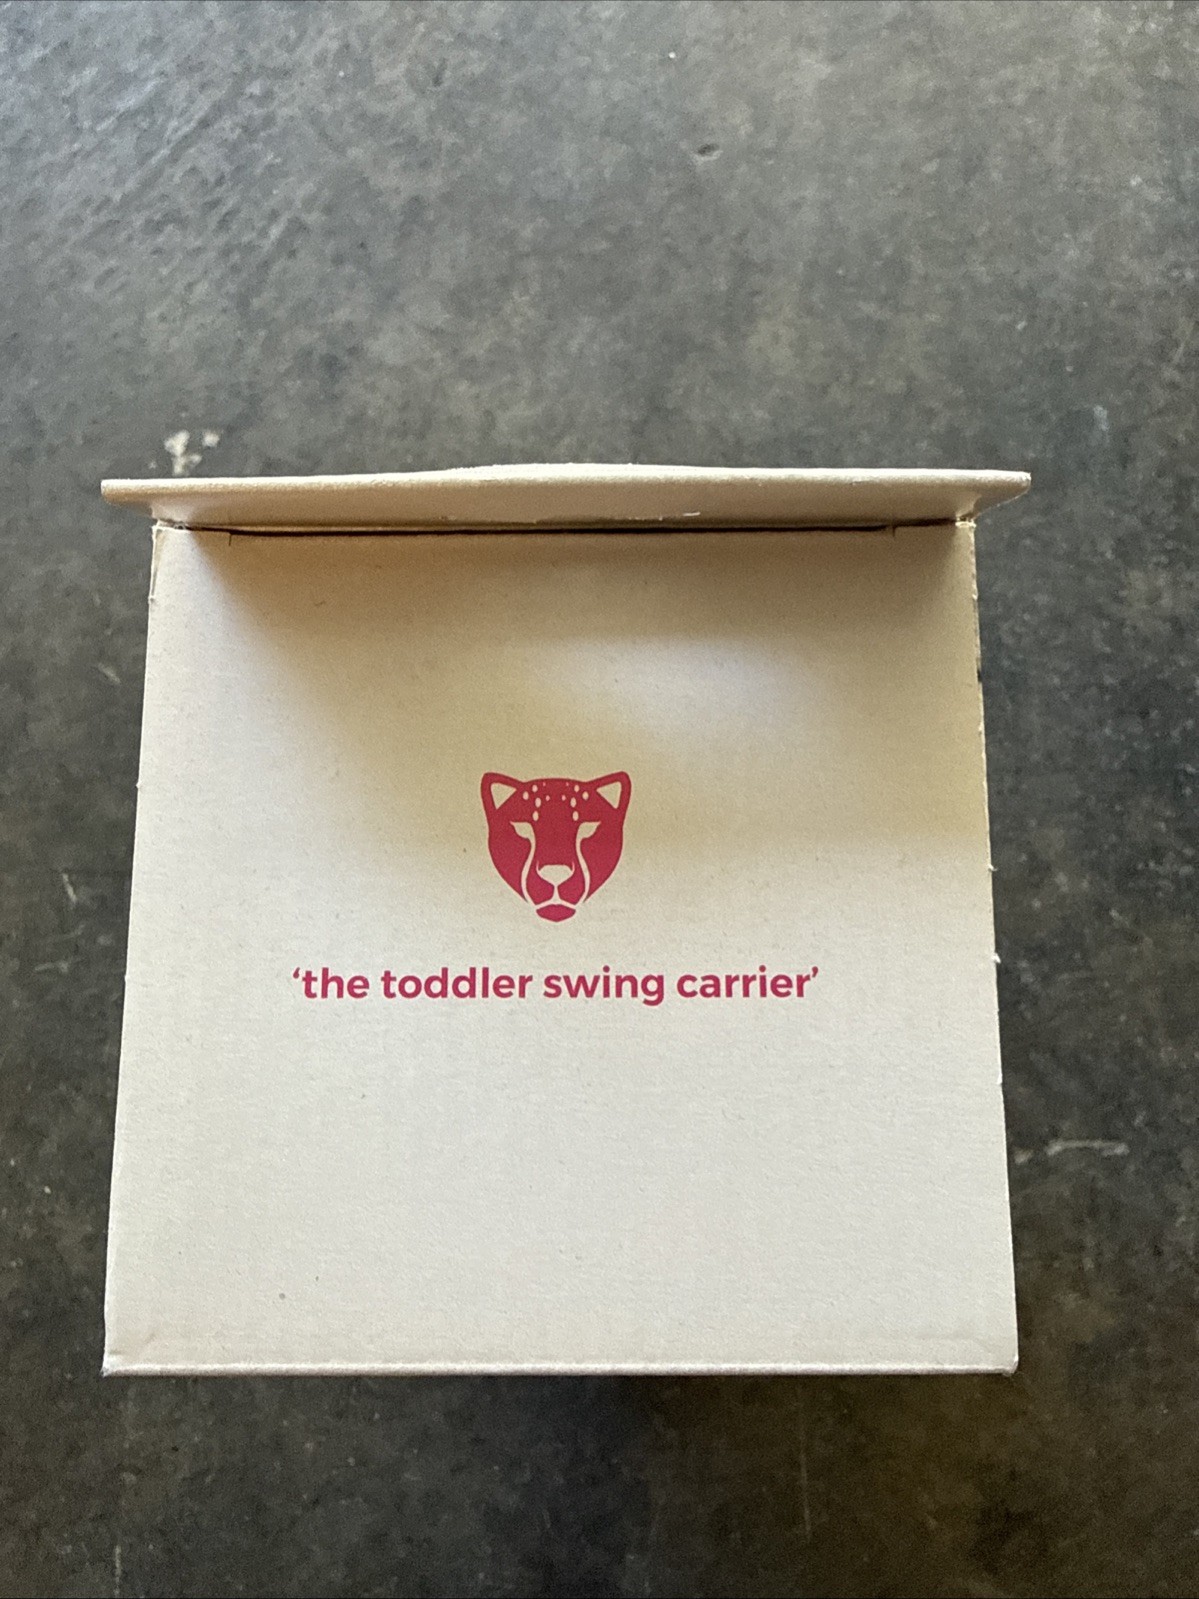 ‘the toddler swing carrier’